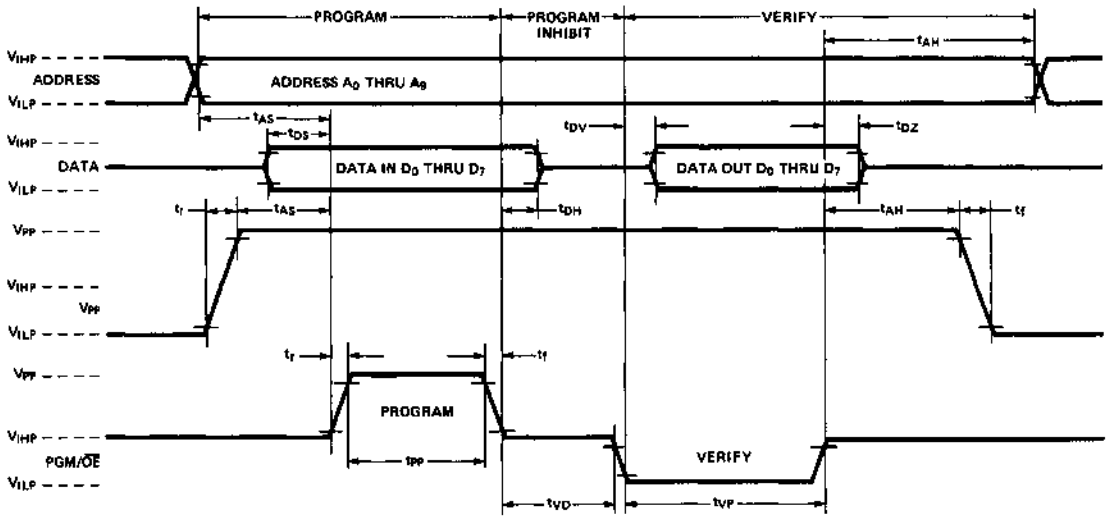 PROGRAM
PROGRAM INHIBIT
VERIFY
tAH
VIHP
ADDRESS
VILP
ADDRESS A0 THRU A9
tAS
tDS
tDV
tDZ
VIHP
DATA
VILP
DATA IN D0 THRU D7
DATA OUT D0 THRU D7
tr
tAS
tDH
tAH
tf
VPP
VIHP
VPP
VILP
tr
tf
VPP
PROGRAM
VIHP
PGM/OE
VILP
tPP
VERIFY
tVD
tVP